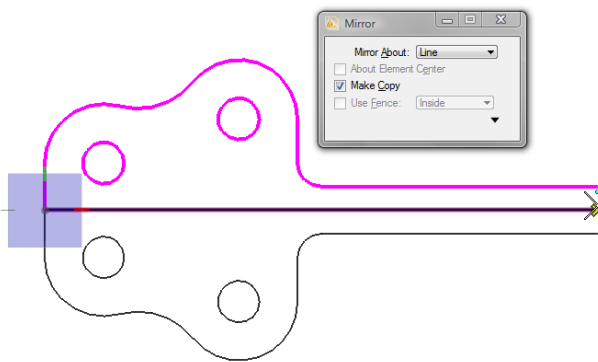 Mirror
Mirror About: Line
About Element Center
Make Copy
Use Fence: Inside